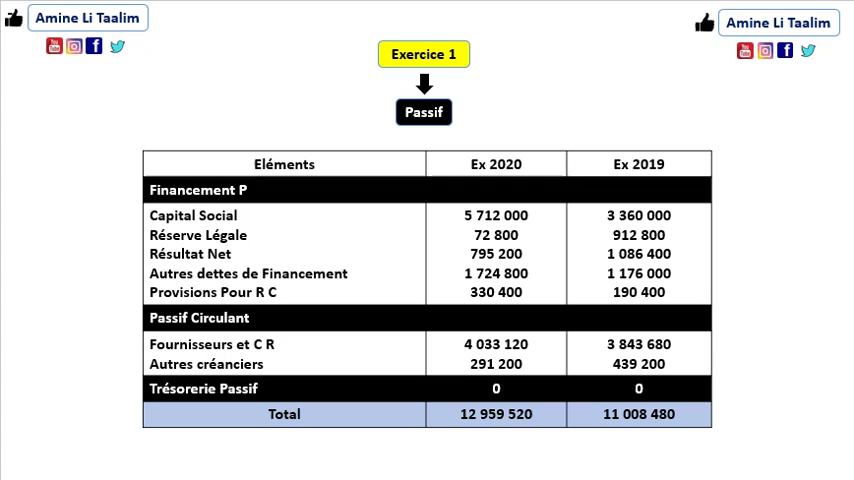 Amine Li Taalim
Amine Li Taalim
Exercice 1
Passif
Eléments Ex 2020 Ex 2019
Financement P
Capital Social 5 712 000 3 360 000
Réserve Légale 72 800 912 800
Résultat Net 795 200 1 086 400
Autres dettes de Financement 1 724 800 1 176 000
Provisions Pour R C 330 400 190 400
Passif Circulant
Fournisseurs et C R 4 033 120 3 843 680
Autres créanciers 291 200 439 200
Trésorerie Passif 0 0
Total 12 959 520 11 008 480